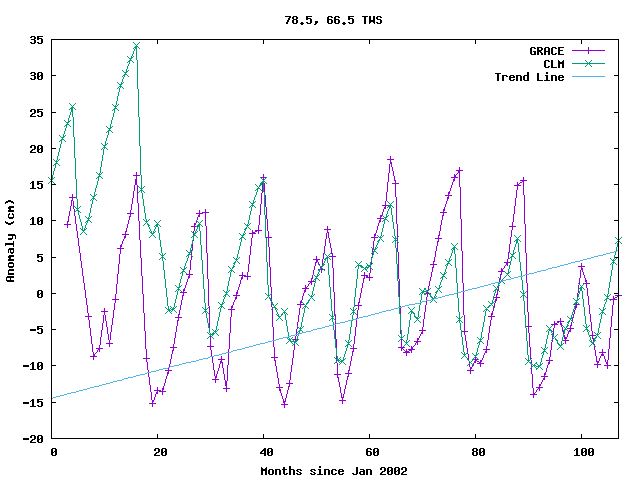 78.5, 66.5 TWS
GRACE
CLM
Trend Line
35
30
25
20
15
10
5
0
-5
-10
-15
-20
Anomaly (cm)
0 20 40 60 80 100
Months since Jan 2002